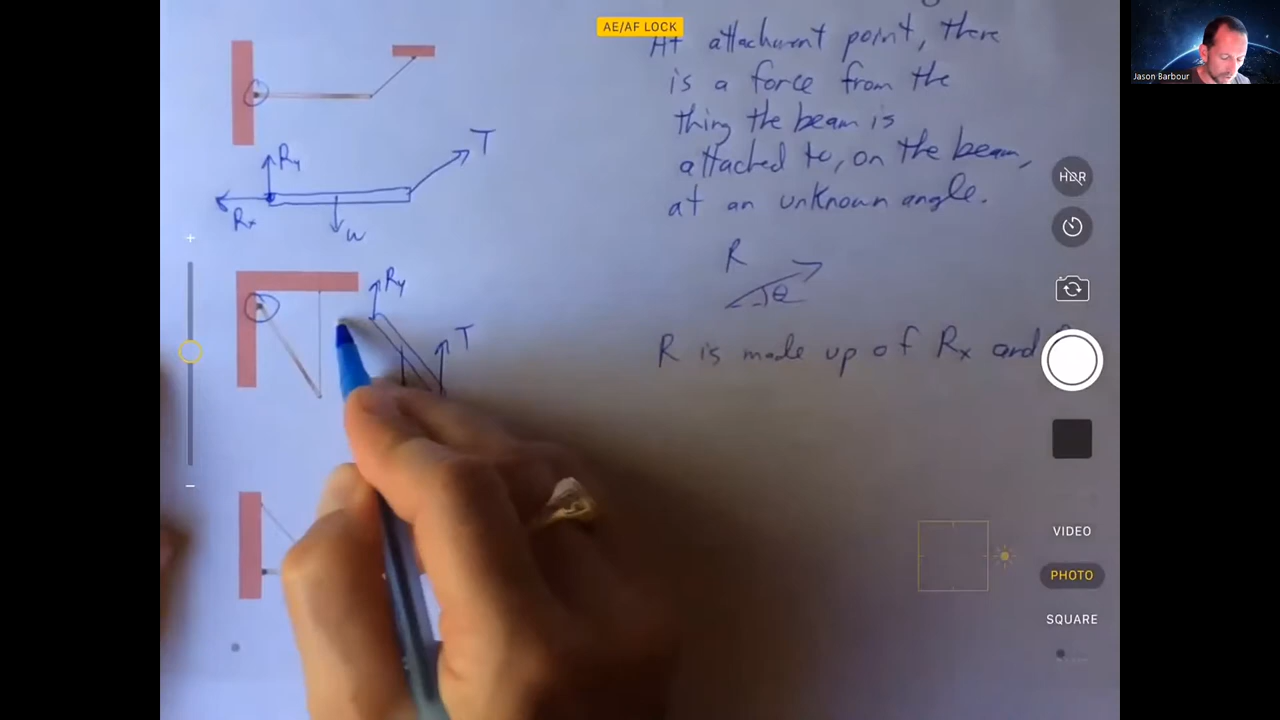 AE/AF LOCK
At attachment point, there
is a force from the
thing the beam is
attached to, on the beam,
at an unknown angle.
R
θ
R is made up of Rx and
Ry
T
Rx
W
Ry
T
Jason Barbour
HDR
VIDEO
PHOTO
SQUARE